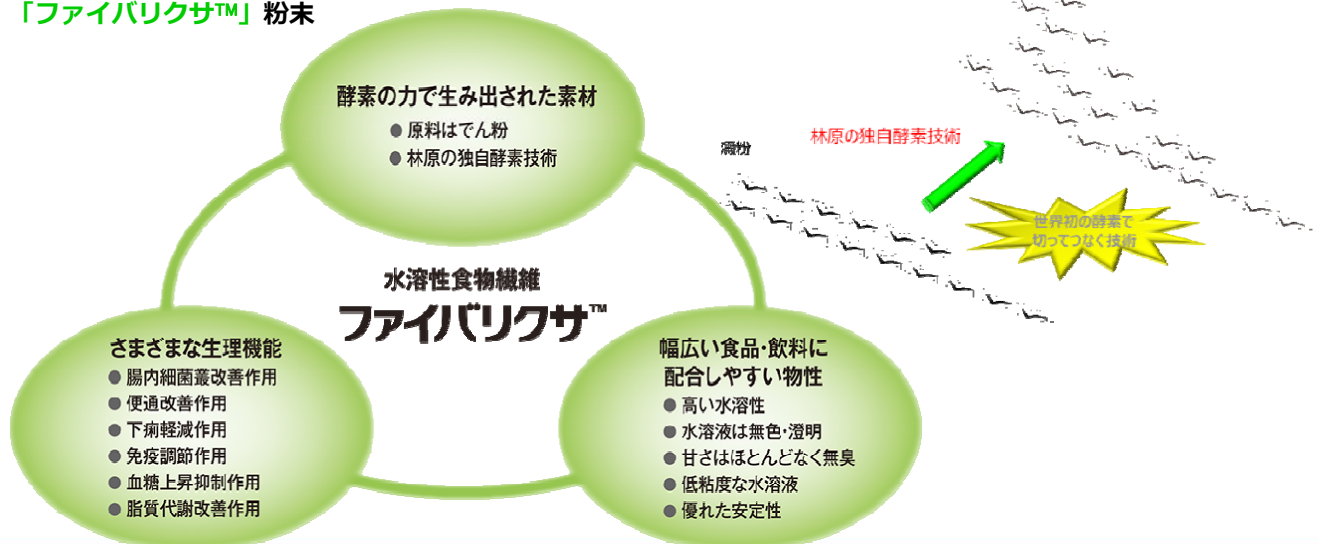 「ファイバリクサ™」粉末
酵素の力で生み出された素材
● 原料はでん粉
● 林原の独自酵素技術
水溶性食物繊維
ファイバリクサ™
さまざまな生理機能
● 腸内細菌叢改善作用
● 便通改善作用
● 下痢軽減作用
● 免疫調節作用
● 血糖上昇抑制作用
● 脂質代謝改善作用
幅広い食品・飲料に
配合しやすい物性
● 高い水溶性
● 水溶液は無色・澄明
● 甘さはほとんどなく無臭
● 低粘度な水溶液
● 優れた安定性
林原の独自酵素技術
世界初の酵素で
切ってつなぐ技術